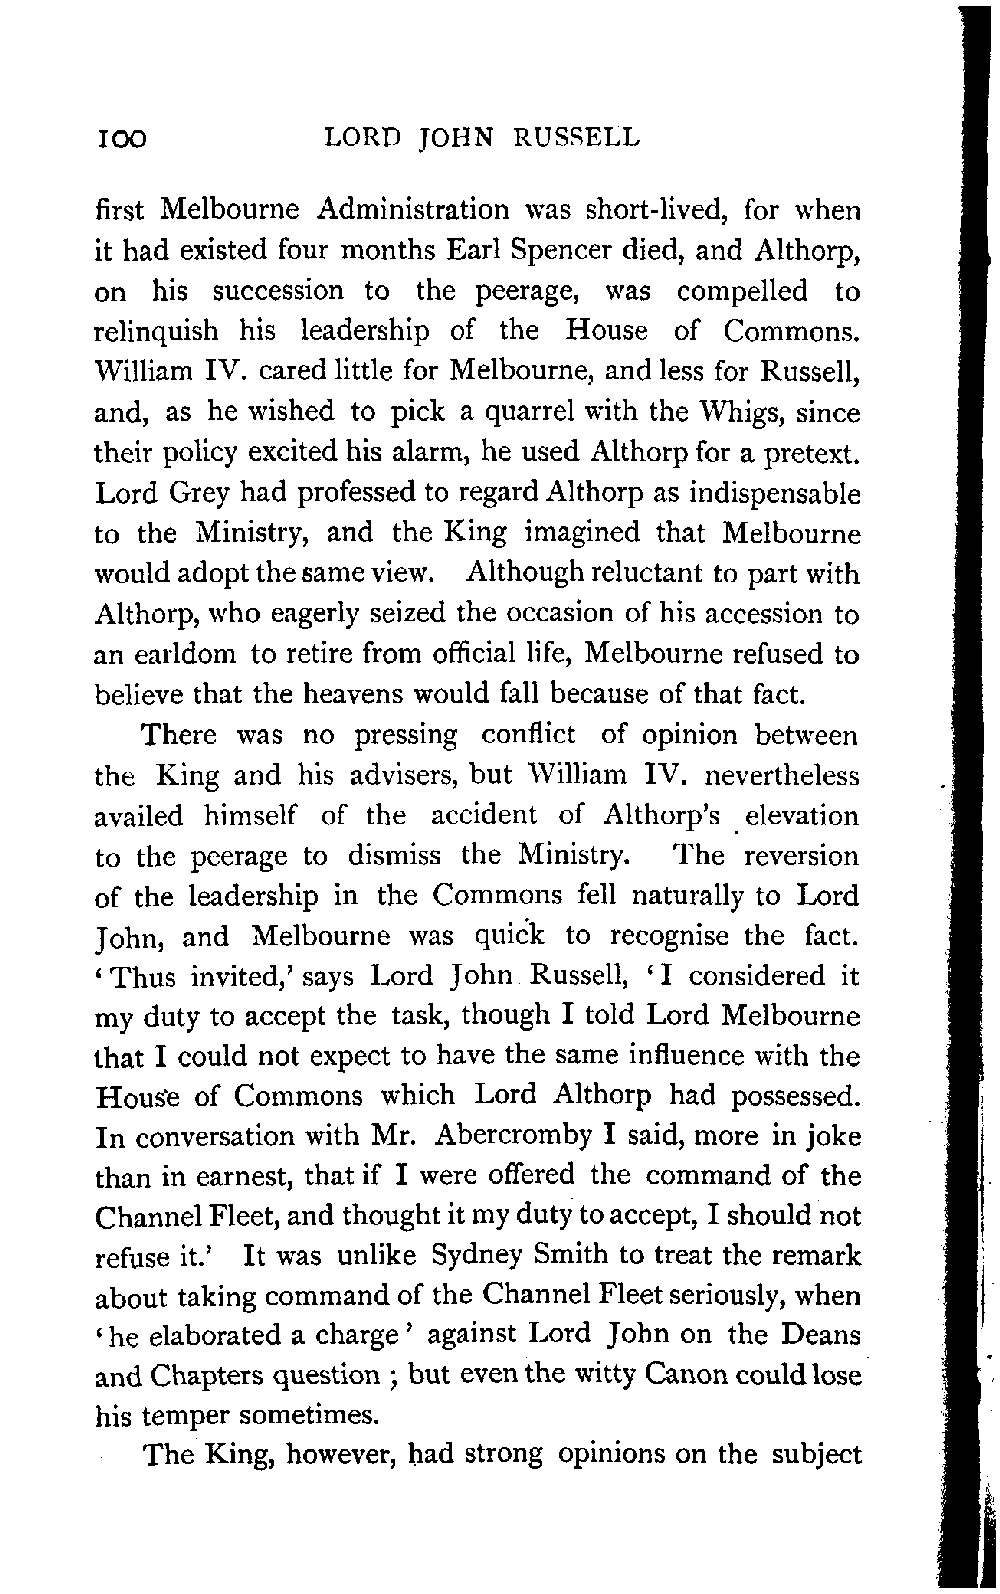 100 LORD JOHN RUSSELL
first Melbourne Administration was short-lived, for when
it had existed four months Earl Spencer died, and Althorp,
on his succession to the peerage, was compelled to
relinquish his leadership of the House of Commons.
William IV. cared little for Melbourne, and less for Russell,
and, as he wished to pick a quarrel with the Whigs, since
their policy excited his alarm, he used Althorp for a pretext.
Lord Grey had professed to regard Althorp as indispensable
to the Ministry, and the King imagined that Melbourne
would adopt the same view. Although reluctant to part with
Althorp, who eagerly seized the occasion of his accession to
an earldom to retire from official life, Melbourne refused to
believe that the heavens would fall because of that fact.
There was no pressing conflict of opinion between
the King and his advisers, but William IV. nevertheless
availed himself of the accident of Althorp's elevation
to the peerage to dismiss the Ministry. The reversion
of the leadership in the Commons fell naturally to Lord
John, and Melbourne was quick to recognise the fact.
‘Thus invited,’ says Lord John Russell, ‘I considered it
my duty to accept the task, though I told Lord Melbourne
that I could not expect to have the same influence with the
House of Commons which Lord Althorp had possessed.
In conversation with Mr. Abercromby I said, more in joke
than in earnest, that if I were offered the command of the
Channel Fleet, and thought it my duty to accept, I should not
refuse it.’ It was unlike Sydney Smith to treat the remark
about taking command of the Channel Fleet seriously, when
‘he elaborated a charge’ against Lord John on the Deans
and Chapters question ; but even the witty Canon could lose
his temper sometimes.
The King, however, had strong opinions on the subject